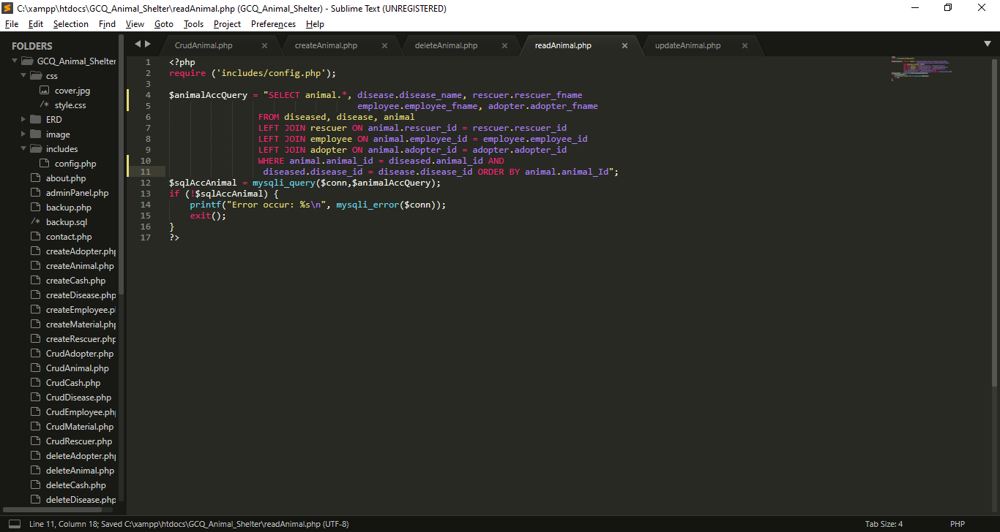 C:\xampp\htdocs\GCQ_Animal_Shelter\readAnimal.php (GCQ_Animal_Shelter) - Sublime Text (UNREGISTERED)
File Edit Selection Find View Goto Tools Project Preferences Help
FOLDERS
GCQ_Animal_Shelter
css
cover.jpg
/* style.css
ERD
image
includes
config.php
about.php
adminPanel.php
backup.php
/* backup.sql
contact.php
createAdopter.php
createAnimal.php
createCash.php
createDisease.php
createEmployee.pl
createMaterial.php
createRescuer.php
CrudAdopter.php
CrudAnimal.php
CrudCash.php
CrudDisease.php
CrudEmployee.php
CrudMaterial.php
CrudRescuer.php
deleteAdopter.php
deleteAnimal.php
deleteCash.php
deleteDisease.php
CrudAnimal.php × createAnimal.php × deleteAnimal.php × readAnimal.php × updateAnimal.php ×
1 <?php
2 require ('includes/config.php');
3
4 $animalAccQuery = "SELECT animal.*, disease.disease_name, rescuer.rescuer_fname
5 employee.employee_fname, adopter.adopter_fname
6 FROM diseased, disease, animal
7 LEFT JOIN rescuer ON animal.rescuer_id = rescuer.rescuer_id
8 LEFT JOIN employee ON animal.employee_id = employee.employee_id
9 LEFT JOIN adopter ON animal.adopter_id = adopter.adopter_id
10 WHERE animal.animal_id = diseased.animal_id AND
11 diseased.disease_id = disease.disease_id ORDER BY animal.animal_Id";
12 $sqlAccAnimal = mysqli_query($conn,$animalAccQuery);
13 if (!$sqlAccAnimal) {
14 printf("Error occur: %s\n", mysqli_error($conn));
15 exit();
16 }
17 ?>
Line 11, Column 18; Saved C:\xampp\htdocs\GCQ_Animal_Shelter\readAnimal.php (UTF-8) Tab Size: 4 PHP